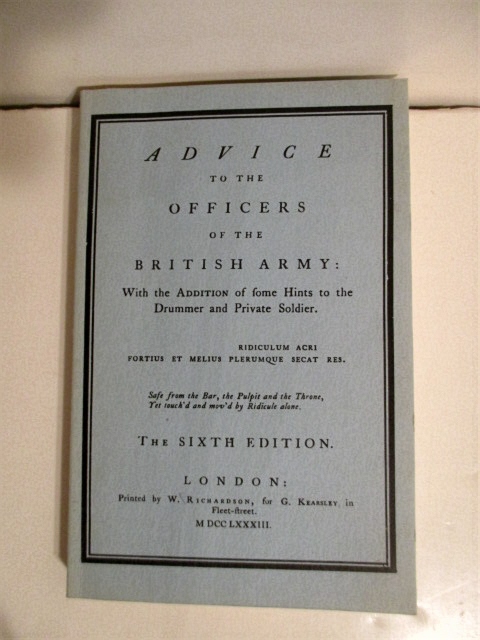 ADVICE
TO THE
OFFICERS
OF THE
BRITISH ARMY:
With the ADDITION of ſome Hints to the
Drummer and Private Soldier.
RIDICULUM ACRI
FORTIUS ET MELIUS PLERUMQUE SECAT RES.
Safe from the Bar, the Pulpit and the Throne,
Yet touch'd and mov'd by Ridicule alone.
THE SIXTH EDITION.
LONDON:
Printed by W. RICHARDSON, for G. KEARSLEY in
Fleet-ſtreet.
M DCC LXXXIII.